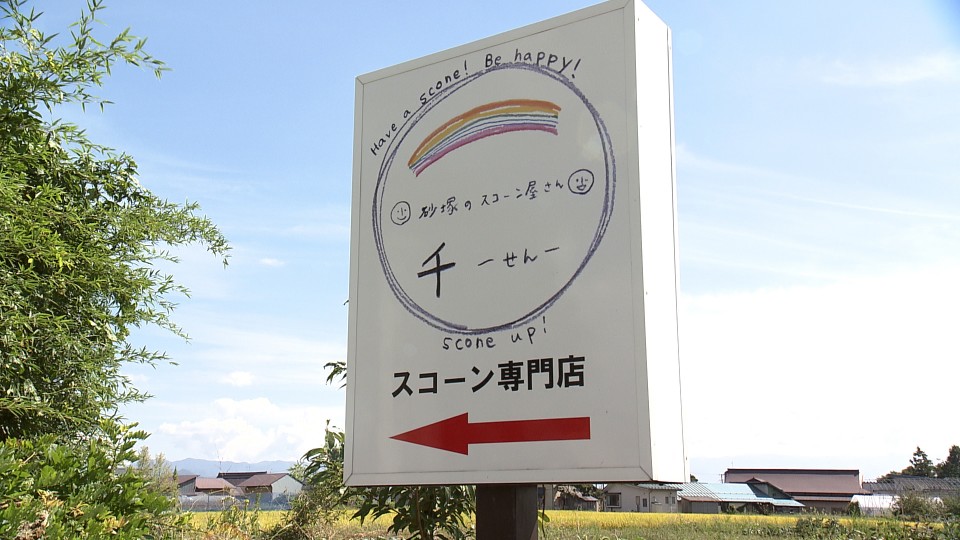 Have a scone! Be happy!
砂塚のスコーン屋さん
千 ーせんー
scone up!
スコーン専門店